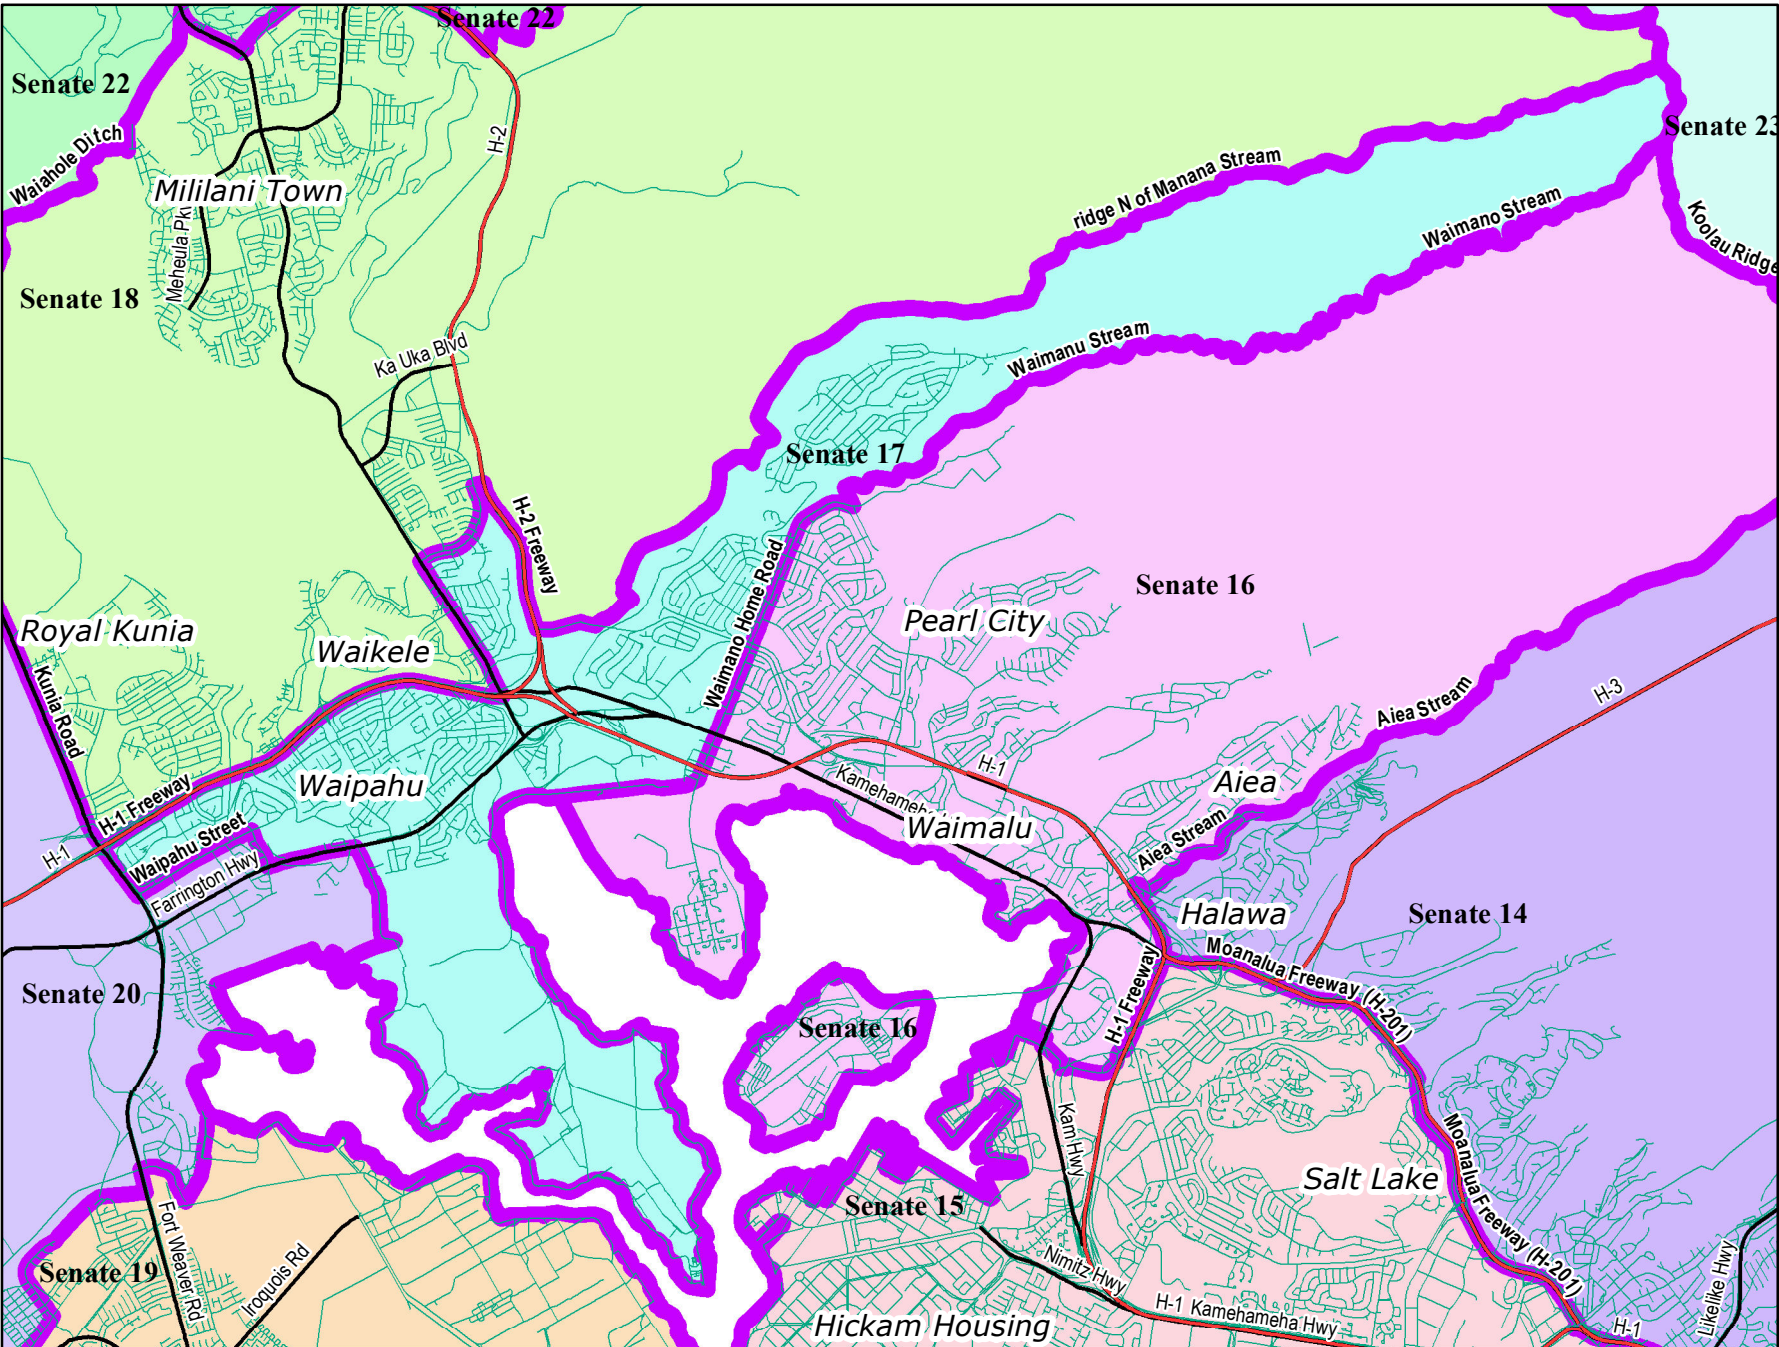 Senate 22
Senate 22
Senate 23
Waiahole Ditch
H-2
Mililani Town
ridge N of Manana Stream
Waimano Stream
Koolau Ridge
Senate 18
Ka Uka Blvd
Waimanu Stream
Senate 17
H-2 Freeway
Waimano Home Road
Senate 16
Royal Kunia
Waikele
Pearl City
Kunia Road
Aiea Stream
H-3
H-1
Waipahu
Aiea
H-1 Freeway
Waimalu
Waipahu Street
Aiea Stream
H-1
Farrington Hwy
Halawa
Senate 14
Moanalua Freeway (H-201)
Senate 20
H-1 Freeway
Senate 16
Kam Hwy
Moanalua Freeway (H-201)
Salt Lake
Senate 15
Fort Weaver Rd
Iroquois Rd
Senate 19
Nimitz Hwy
Likelike Hwy
H-1 Kamehameha Hwy
Hickam Housing
H-1